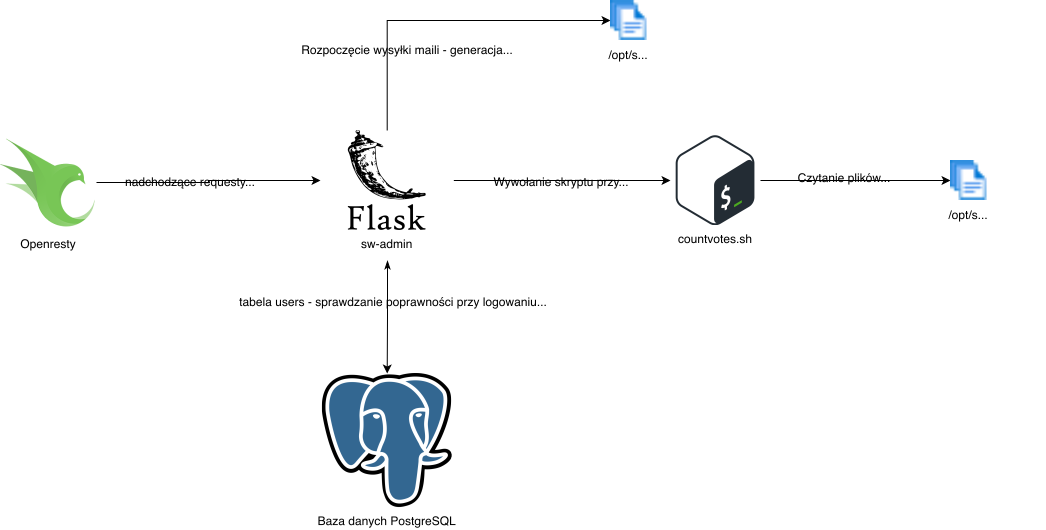 /opt/s...
Rozpoczęcie wysyłki maili - generacja...
nadchodzące requesty...
Wywołanie skryptu przy...
Czytanie plików...
$
Flask
Openresty
sw-admin
countvotes.sh
/opt/s...
tabela users - sprawdzanie poprawności przy logowaniu...
Baza danych PostgreSQL